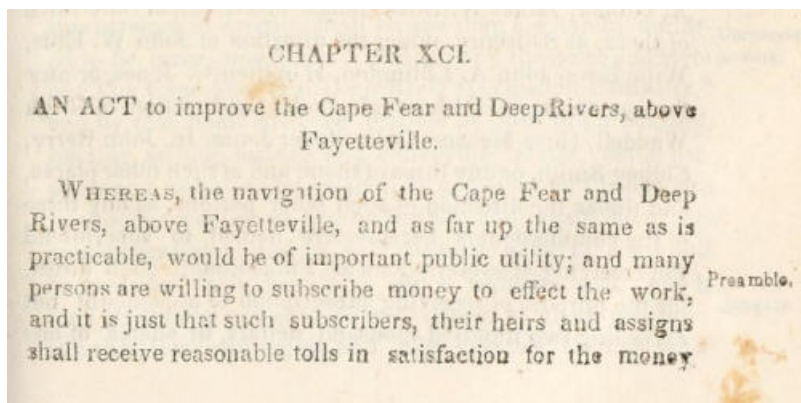 CHAPTER XCI.
AN ACT to improve the Cape Fear and Deep Rivers, above
Fayetteville.
WHEREAS, the navigation of the Cape Fear and Deep
Rivers, above Fayetteville, and as far up the same as is
practicable, would be of important public utility; and many
persons are willing to subscribe money to effect the work,
and it is just that such subscribers, their heirs and assigns
shall receive reasonable tolls in satisfaction for the money
Preamble.